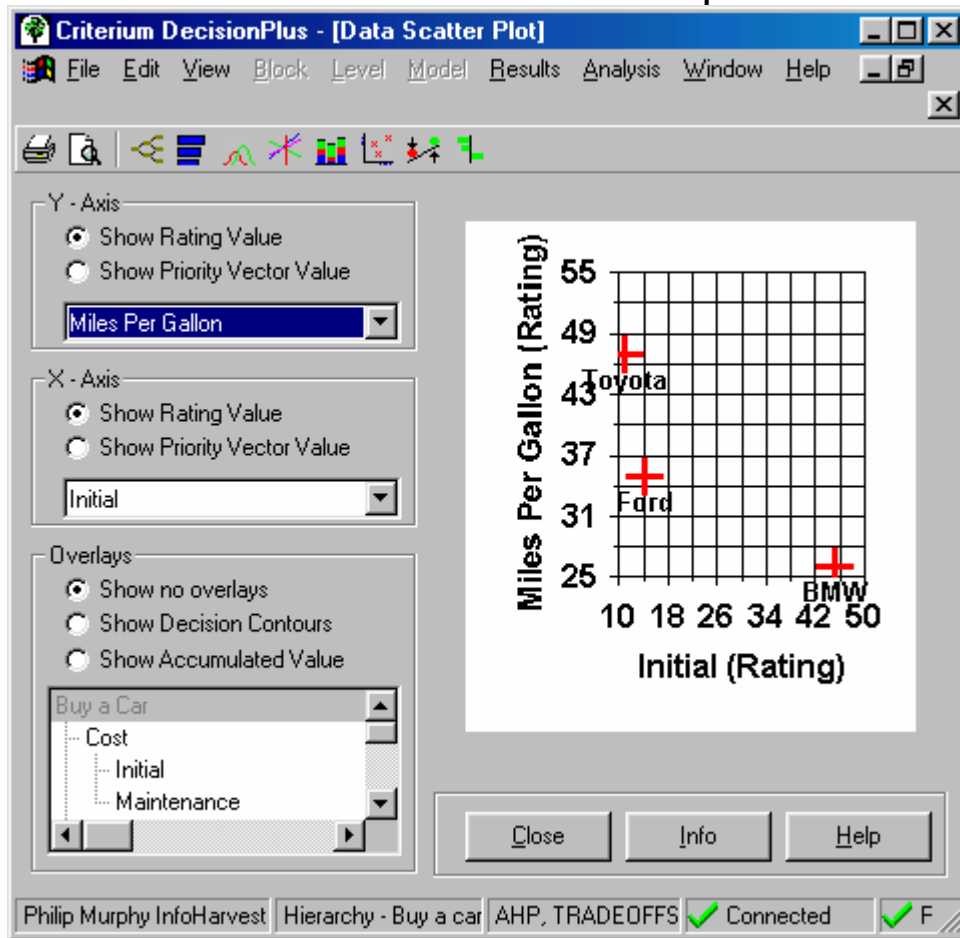 Criterium DecisionPlus - [Data Scatter Plot]
File Edit View Block Level Model Results Analysis Window Help
Y - Axis
Show Rating Value
Show Priority Vector Value
Miles Per Gallon
X - Axis
Show Rating Value
Show Priority Vector Value
Initial
Overlays
Show no overlays
Show Decision Contours
Show Accumulated Value
Buy a Car
Cost
Initial
Maintenance
Miles Per Gallon (Rating)
55
49
43
37
31
25
Toyota
Ford
BMW
10 18 26 34 42 50
Initial (Rating)
Close Info Help
Philip Murphy InfoHarvest Hierarchy - Buy a car AHP, TRADEOFFS Connected F